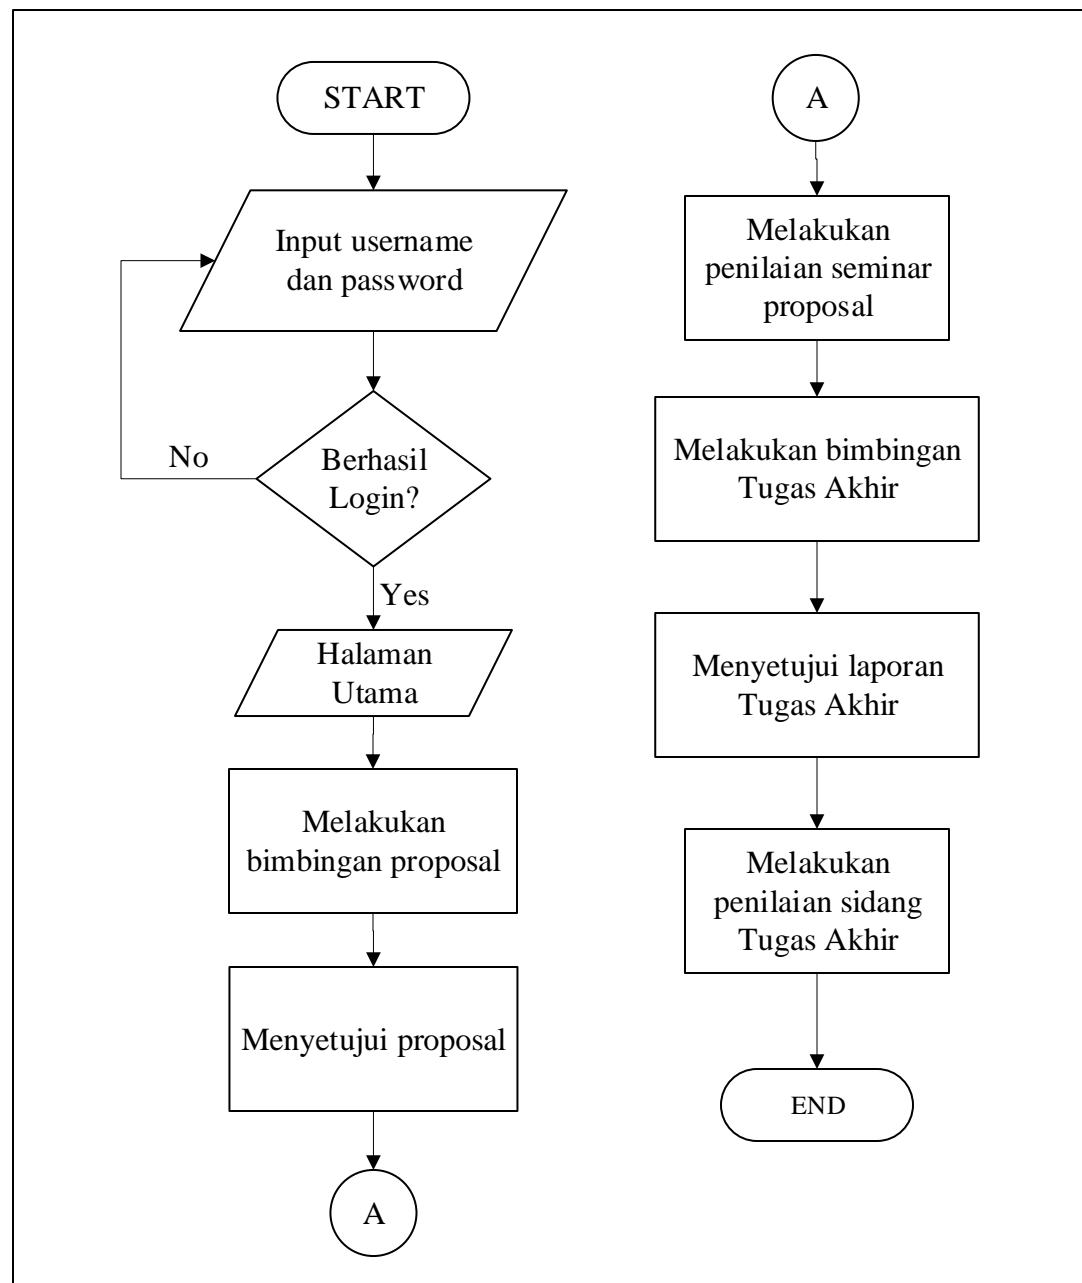 START
Input username
dan password
Berhasil
Login?
No
Yes
Halaman
Utama
Melakukan
bimbingan proposal
Menyetujui proposal
A
A
Melakukan
penilaian seminar
proposal
Melakukan bimbingan
Tugas Akhir
Menyetujui laporan
Tugas Akhir
Melakukan
penilaian sidang
Tugas Akhir
END